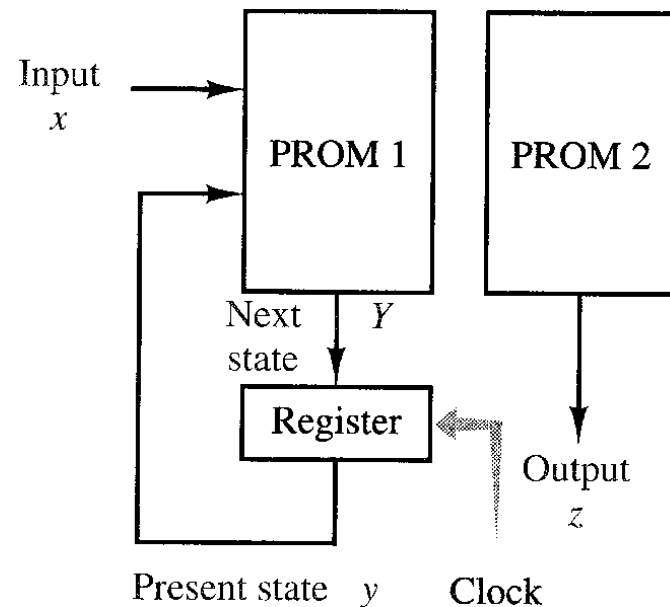 Input
x
PROM 1
PROM 2
Next
state
Y
Register
Output
z
Present state y
Clock